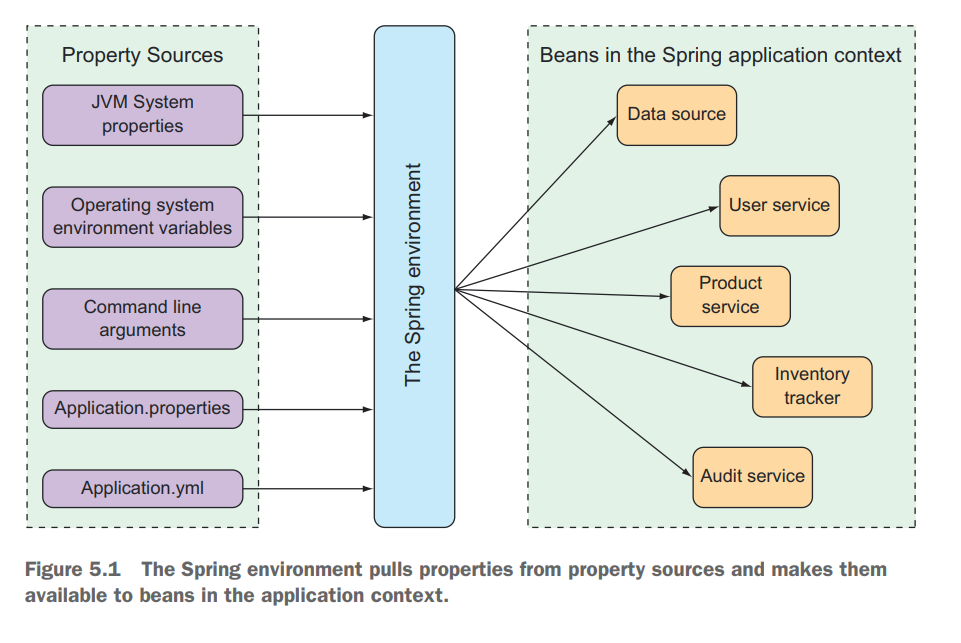 Property Sources
JVM System
properties
Operating system
environment variables
Command line
arguments
Application.properties
Application.yml
The Spring environment
Beans in the Spring application context
Data source
User service
Product
service
Inventory
tracker
Audit service
Figure 5.1 The Spring environment pulls properties from property sources and makes them
available to beans in the application context.